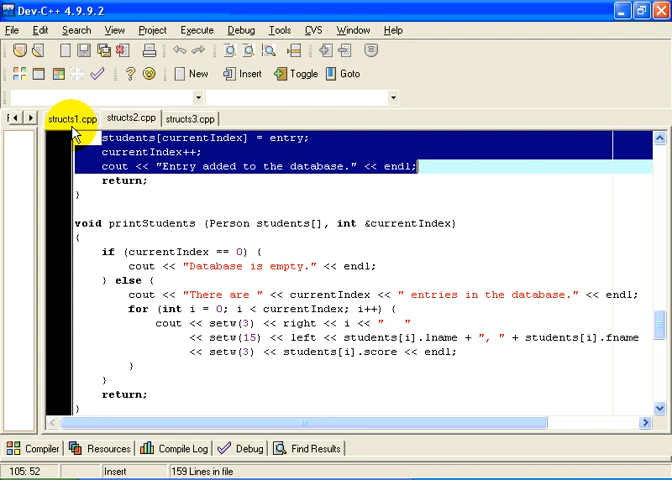 Dev-C++ 4.9.9.2
File Edit Search View Project Execute Debug Tools CVS Window Help
New Insert Toggle Goto
structs1.cpp structs2.cpp structs3.cpp
students[currentIndex] = entry;
currentIndex++;
cout << "Entry added to the database." << endl;
return;
}
void printStudents (Person students[], int &currentIndex)
{
if (currentIndex == 0) {
cout << "Database is empty." << endl;
} else {
cout << "There are " << currentIndex << " entries in the database." << endl;
for (int i = 0; i < currentIndex; i++) {
cout << setw(3) << right << i << "   "
<< setw(15) << left << students[i].lname + ", " + students[i].fname
<< setw(3) << students[i].score << endl;
}
}
return;
}
Compiler Resources Compile Log Debug Find Results
105: 52 Insert 159 Lines in file